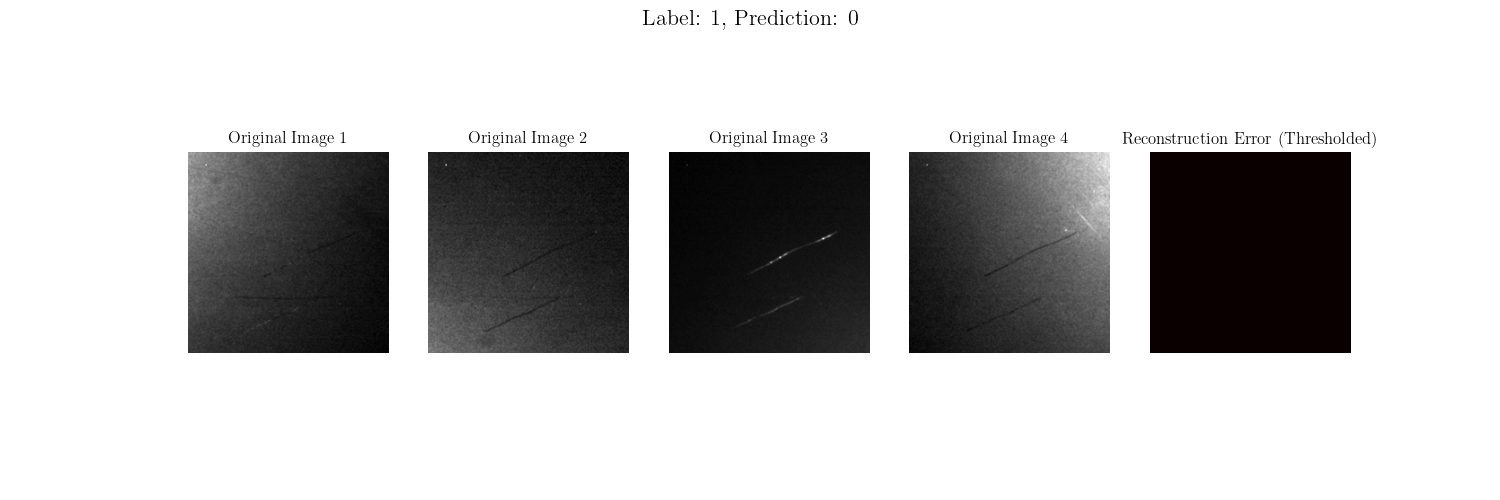 Label: 1, Prediction: 0
Original Image 1
Original Image 2
Original Image 3
Original Image 4
Reconstruction Error (Thresholded)